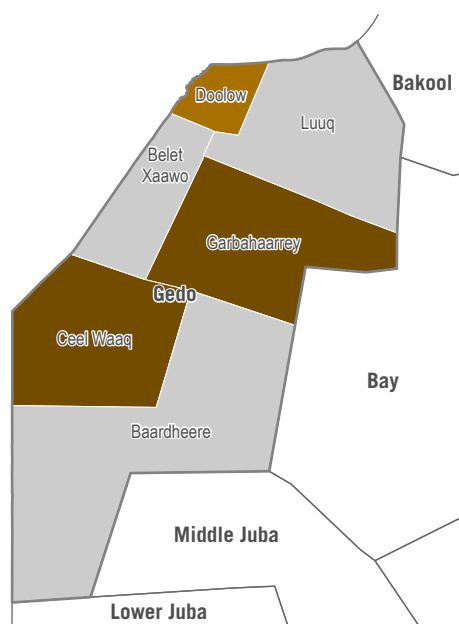 Doolow
Bakool
Luuq
Belet
Xaawo
Garbahaarrey
Gedo
Ceel Waaq
Bay
Baardheere
Middle Juba
Lower Juba